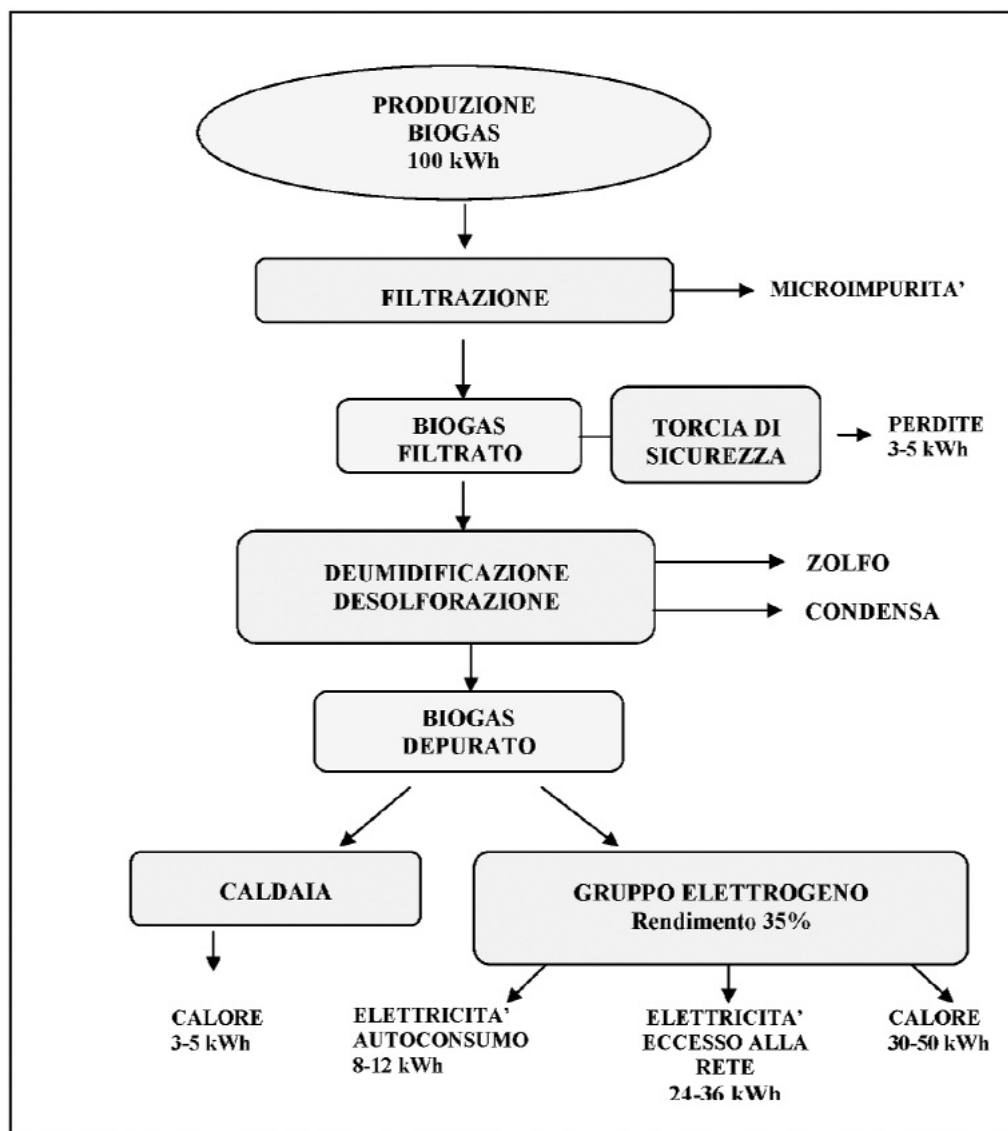 PRODUZIONE
BIOGAS
100 kWh
FILTRAZIONE
MICROIMPURITA’
BIOGAS
FILTRATO
TORCIA DI
SICUREZZA
PERDITE
3-5 kWh
DEUMIDIFICAZIONE
DESOLFORAZIONE
ZOLFO
CONDENSA
BIOGAS
DEPURATO
CALDAIA
GRUPPO ELETTROGENO
Rendimento 35%
CALORE
3-5 kWh
ELETTRICITA’
AUTOCONSUMO
8-12 kWh
ELETTRICITA’
ECCESSO ALLA
RETE
24-36 kWh
CALORE
30-50 kWh